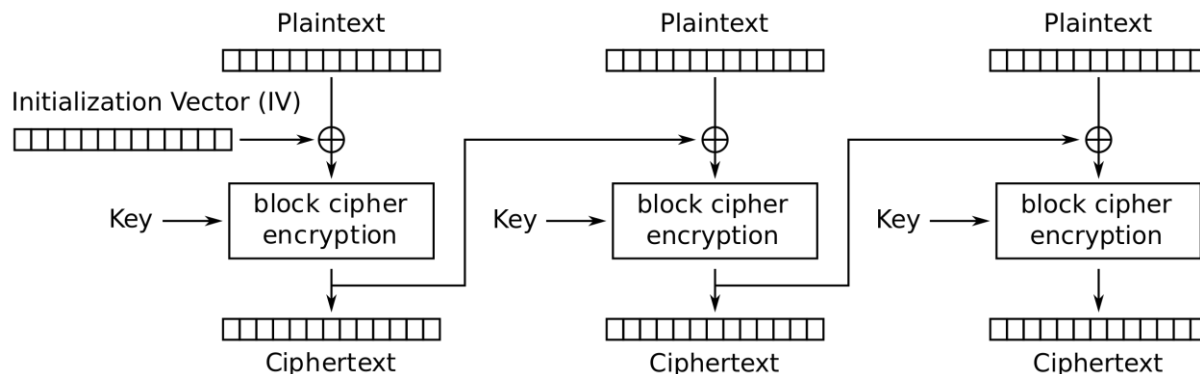 Plaintext
Plaintext
Plaintext
Initialization Vector (IV)
Key
block cipher
encryption
Key
block cipher
encryption
Key
block cipher
encryption
Ciphertext
Ciphertext
Ciphertext